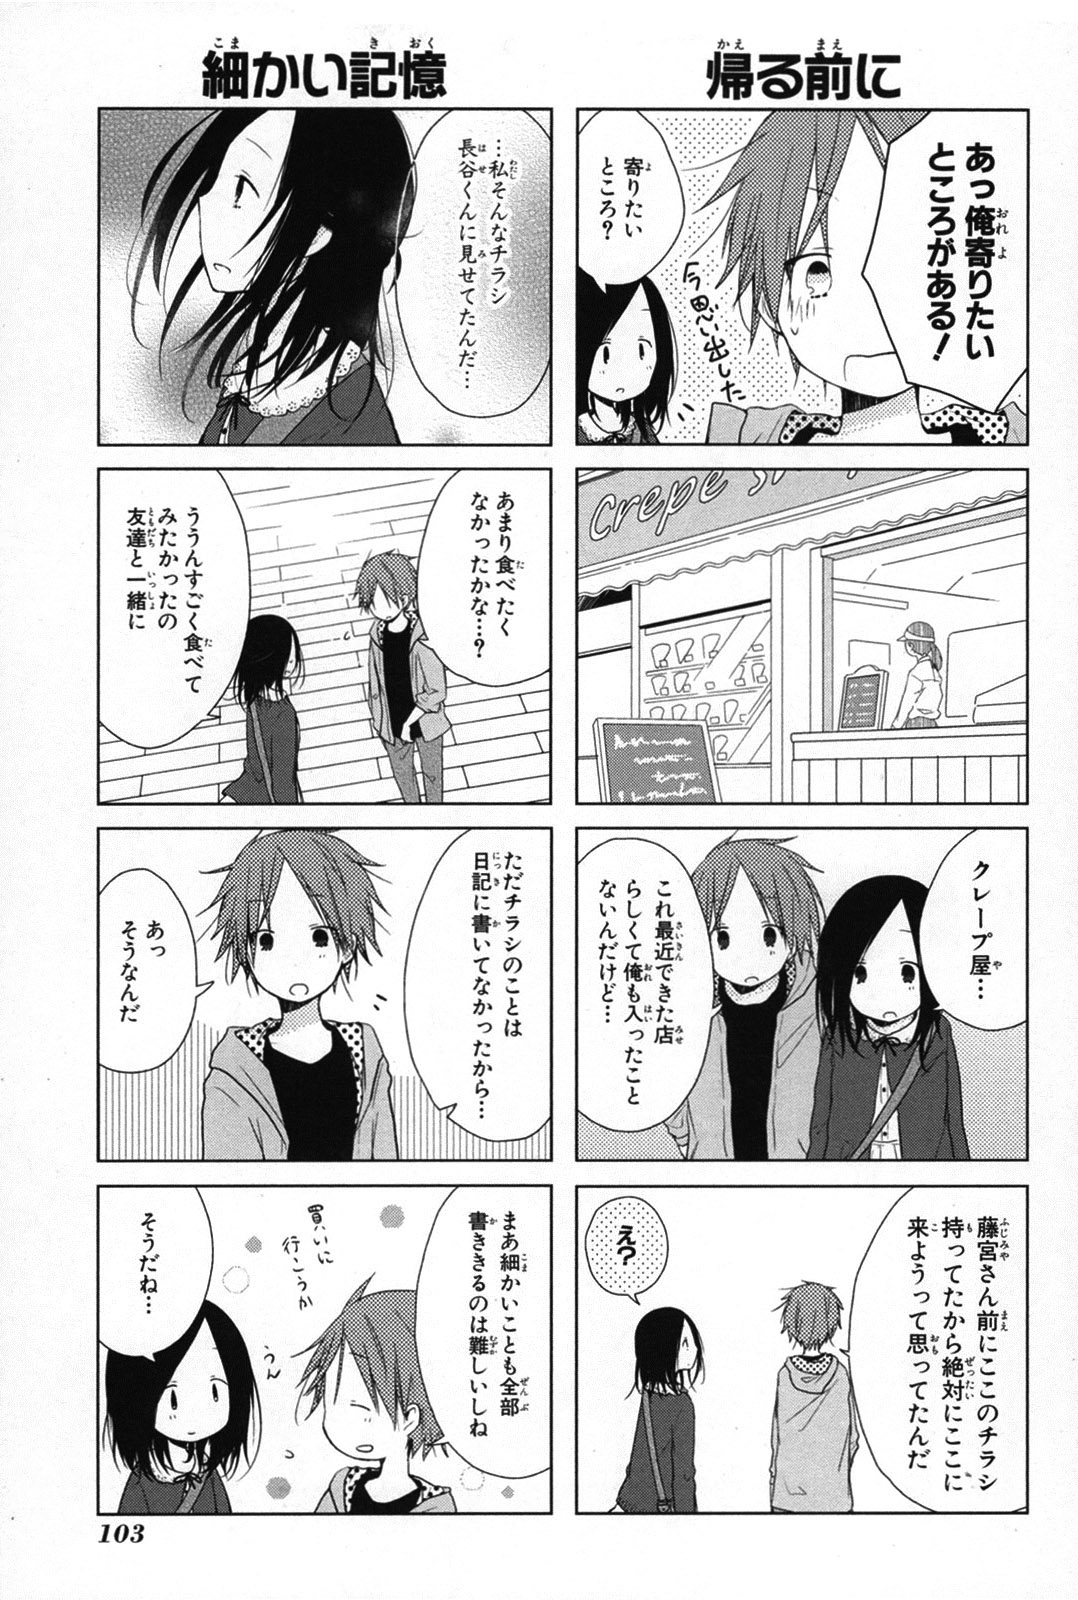 帰る前に
あっ俺寄りたい
ところがある！
今思い出した
寄りたい
ところ？
Crepe s
クレープ屋…
これ最近できた店
らしくて俺も入ったこと
ないんだけど…
藤宮さん前にここのチラシ
持ってたから絶対にここに
来ようって思ってたんだ
え？
細かい記憶
…私そんなチラシ
長谷くんに見せてたんだ…
あまり食べたく
なかったかな…？
ううんすごく食べて
みたかったの
友達と一緒に
ただチラシのことは
日記に書いてなかったから…
あっ
そうなんだ
まあ細かいことも全部
書ききるのは難しいしね
買いに
行こうか
うん
そうだね…
103